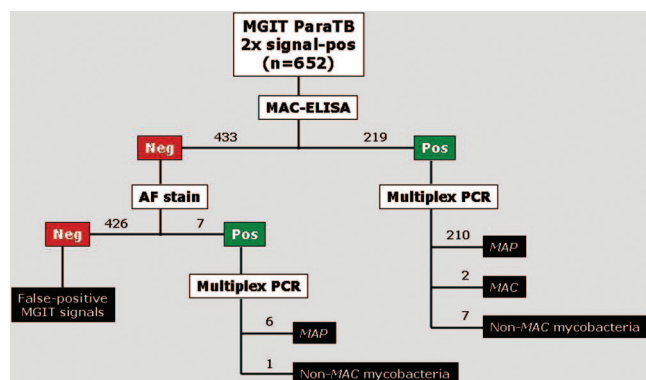 MGIT ParaTB
2x signal-pos
(n=652)
MAC-ELISA
433
219
Neg
Pos
AF stain
Multiplex PCR
426
7
Neg
Pos
210
MAP
Multiplex PCR
2
MAC
False-positive
MGIT signals
6
MAP
7
Non-MAC mycobacteria
1
Non-MAC mycobacteria